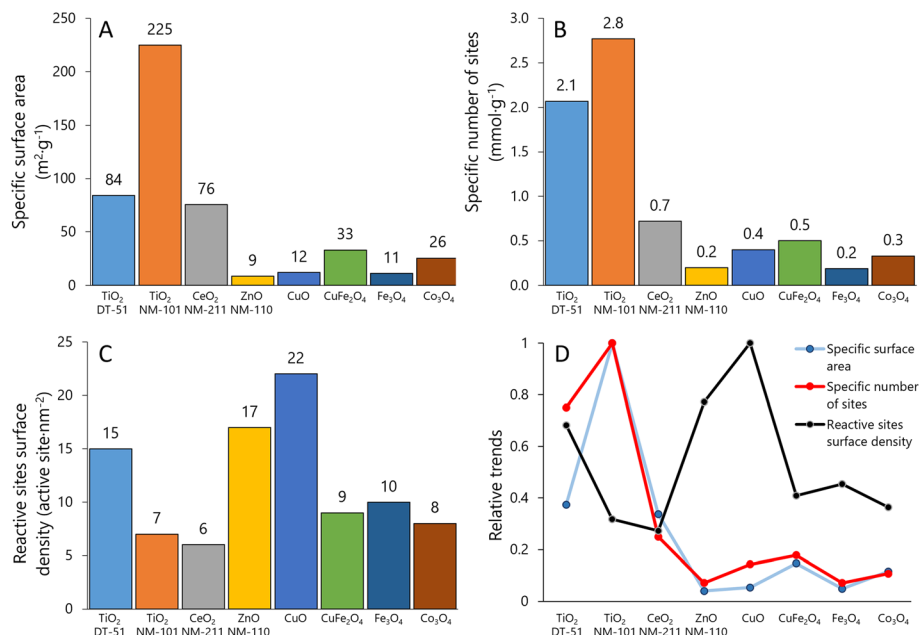 A
Specific surface area
(m²·g⁻¹)
250
200
150
100
50
0
84
225
76
9
12
33
11
26
TiO₂ TiO₂ CeO₂ ZnO CuO CuFe₂O₄ Fe₃O₄ Co₃O₄
DT-51 NM-101 NM-211 NM-110
B
Specific number of sites
(mmol·g⁻¹)
3.0
2.5
2.0
1.5
1.0
0.5
0.0
2.1
2.8
0.7
0.2
0.4
0.5
0.2
0.3
TiO₂ TiO₂ CeO₂ ZnO CuO CuFe₂O₄ Fe₃O₄ Co₃O₄
DT-51 NM-101 NM-211 NM-110
C
Reactive sites surface
density (active site·nm⁻²)
25
20
15
10
5
0
15
7
6
17
22
9
10
8
TiO₂ TiO₂ CeO₂ ZnO CuO CuFe₂O₄ Fe₃O₄ Co₃O₄
DT-51 NM-101 NM-211 NM-110
D
Relative trends
1
0.8
0.6
0.4
0.2
0
Specific surface
area
Specific number
of sites
Reactive sites
surface density
TiO₂ TiO₂ CeO₂ ZnO CuO CuFe₂O₄ Fe₃O₄ Co₃O₄
DT-51 NM-101 NM-211 NM-110